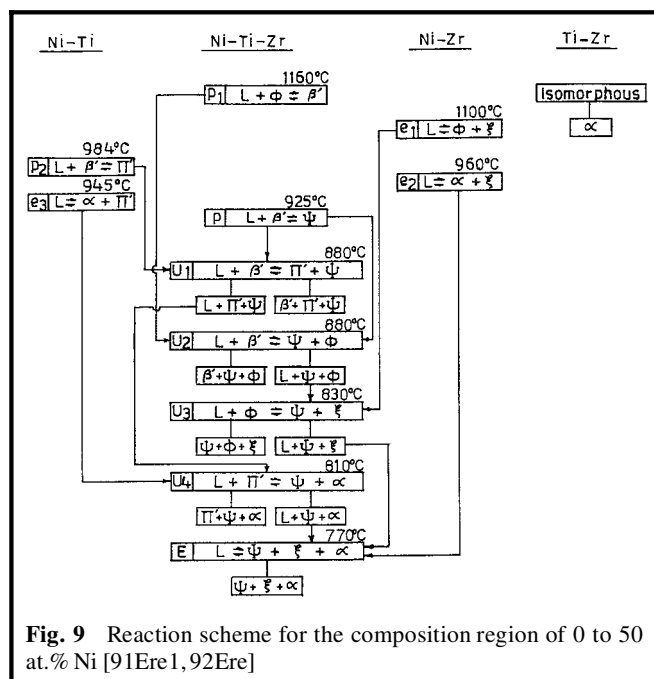 Ni-Ti Ni-Ti-Zr Ni-Zr Ti-Zr
1160°C
p1 L + Φ ⇌ β'
Isomorphous
1100°C
e1 L ⇌ Φ + ξ
α
984°C
p2 L + β' ⇌ Π'
960°C
e2 L ⇌ α + ξ
945°C
e3 L ⇌ α + Π'
925°C
P L + β' ⇌ Ψ
880°C
U1 L + β' ⇌ Π' + Ψ
L+Π'+Ψ β'+Π'+Ψ
880°C
U2 L + β' ⇌ Ψ + Φ
β'+Ψ+Φ L+Ψ+Φ
830°C
U3 L + Φ ⇌ Ψ + ξ
Ψ+Φ+ξ L+Ψ+ξ
810°C
U4 L + Π' ⇌ Ψ + α
Π'+Ψ+α L+Ψ+α
770°C
E L ⇌ Ψ + ξ + α
Ψ+ξ+α
Fig. 9 Reaction scheme for the composition region of 0 to 50
at.% Ni [91Ere1, 92Ere]